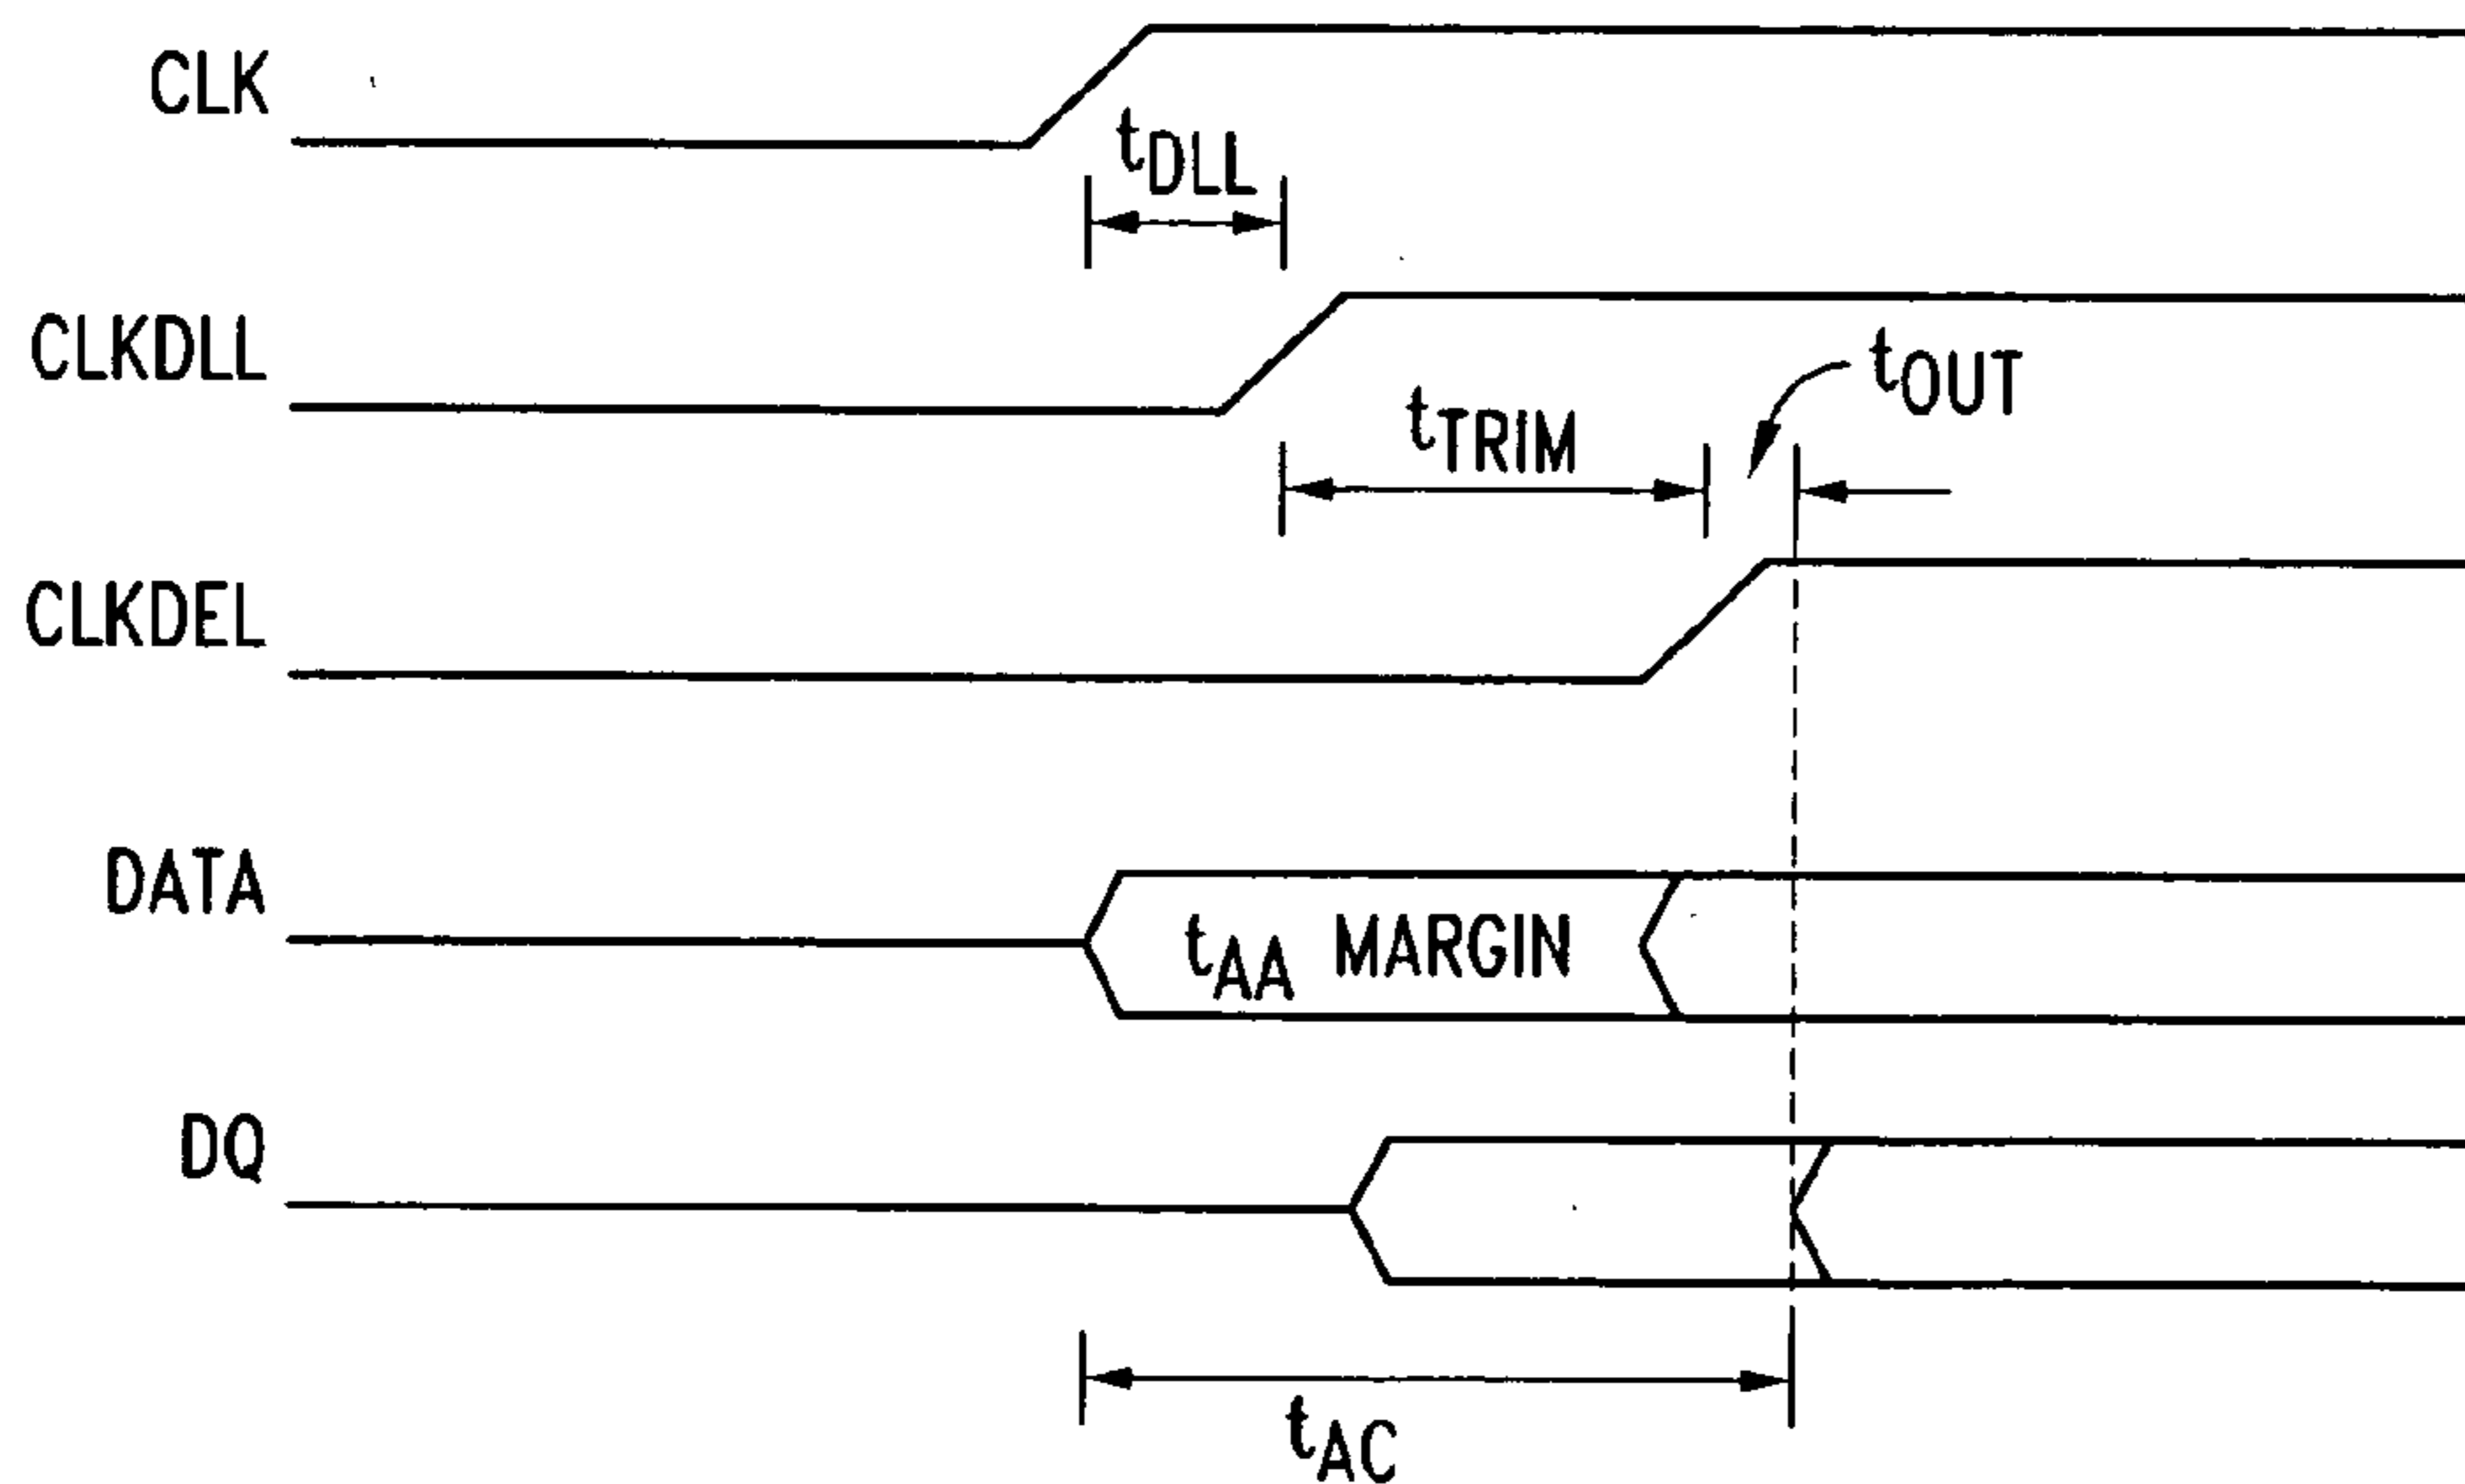 CLK
tDLL
CLKDLL
tOUT
tTRIM
CLKDEL
DATA
tAA MARGIN
DQ
tAC